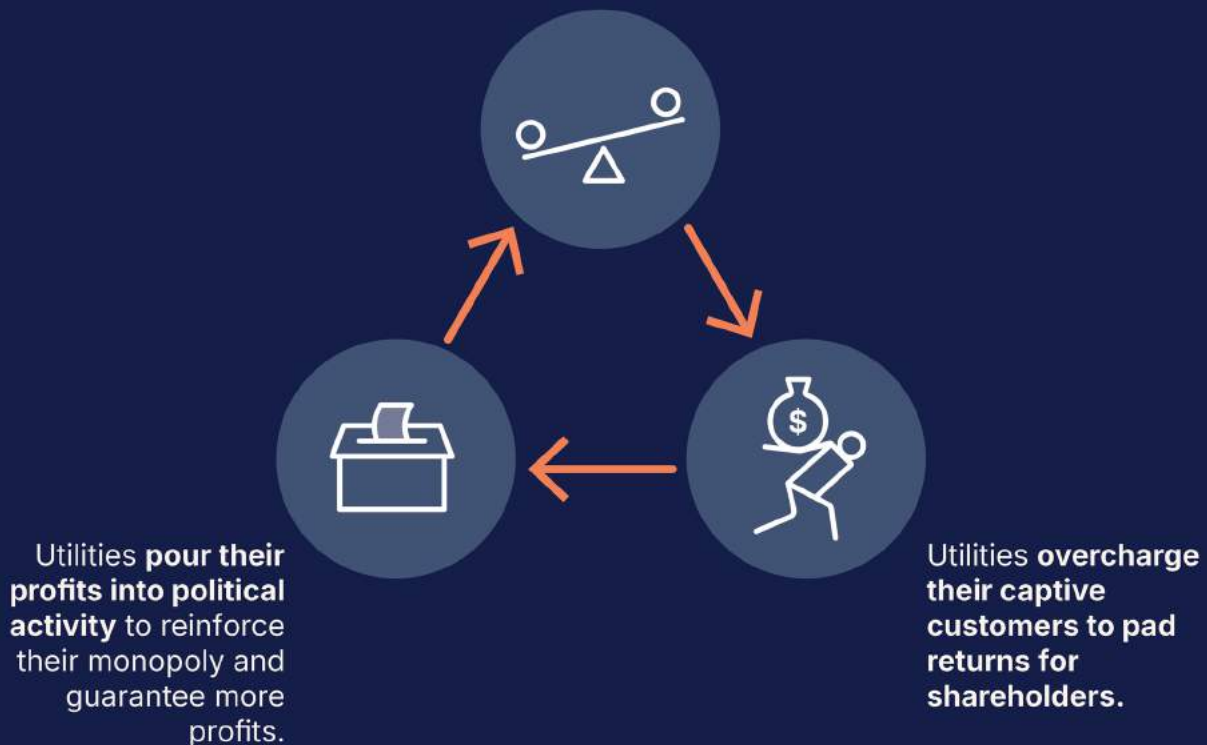 $
Utilities pour their
profits into political
activity to reinforce
their monopoly and
guarantee more
profits.
Utilities overcharge
their captive
customers to pad
returns for
shareholders.